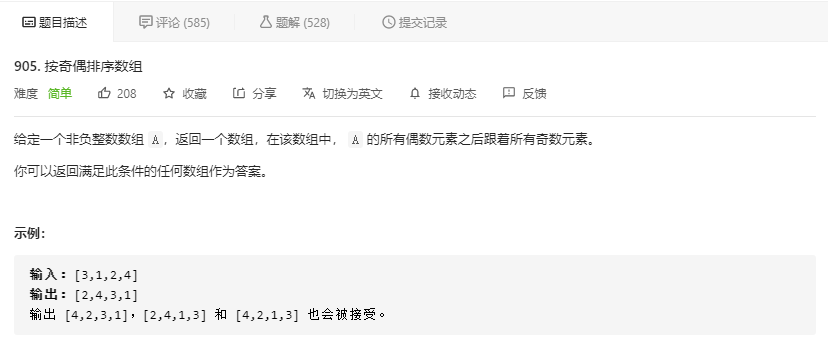 题目描述 评论 (585) 题解 (528) 提交记录
905. 按奇偶排序数组
难度 简单 208 收藏 分享 切换为英文 接收动态 反馈
给定一个非负整数数组 A，返回一个数组，在该数组中， A 的所有偶数元素之后跟着所有奇数元素。
你可以返回满足此条件的任何数组作为答案。
示例：
输入：[3,1,2,4]
输出：[2,4,3,1]
输出 [4,2,3,1]，[2,4,1,3] 和 [4,2,1,3] 也会被接受。